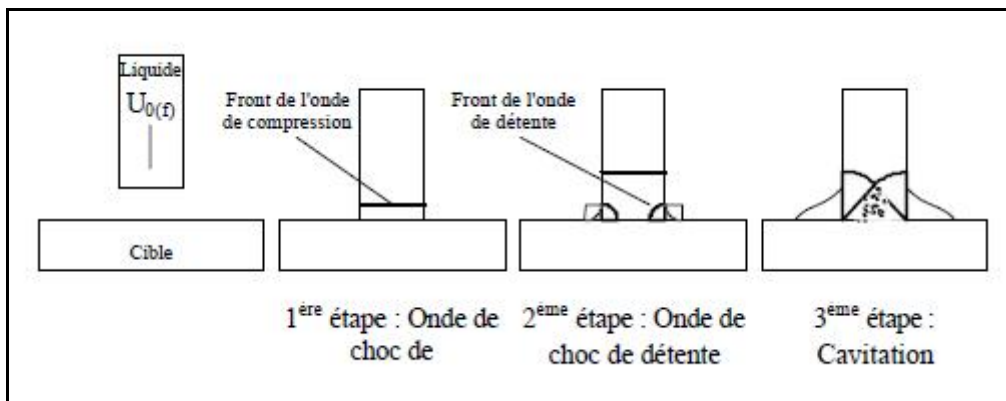 Liquide
U0(f)
Front de l'onde
de compression
Front de l'onde
de détente
Cible
1ère étape : Onde de
choc de
2ème étape : Onde de
choc de détente
3ème étape :
Cavitation